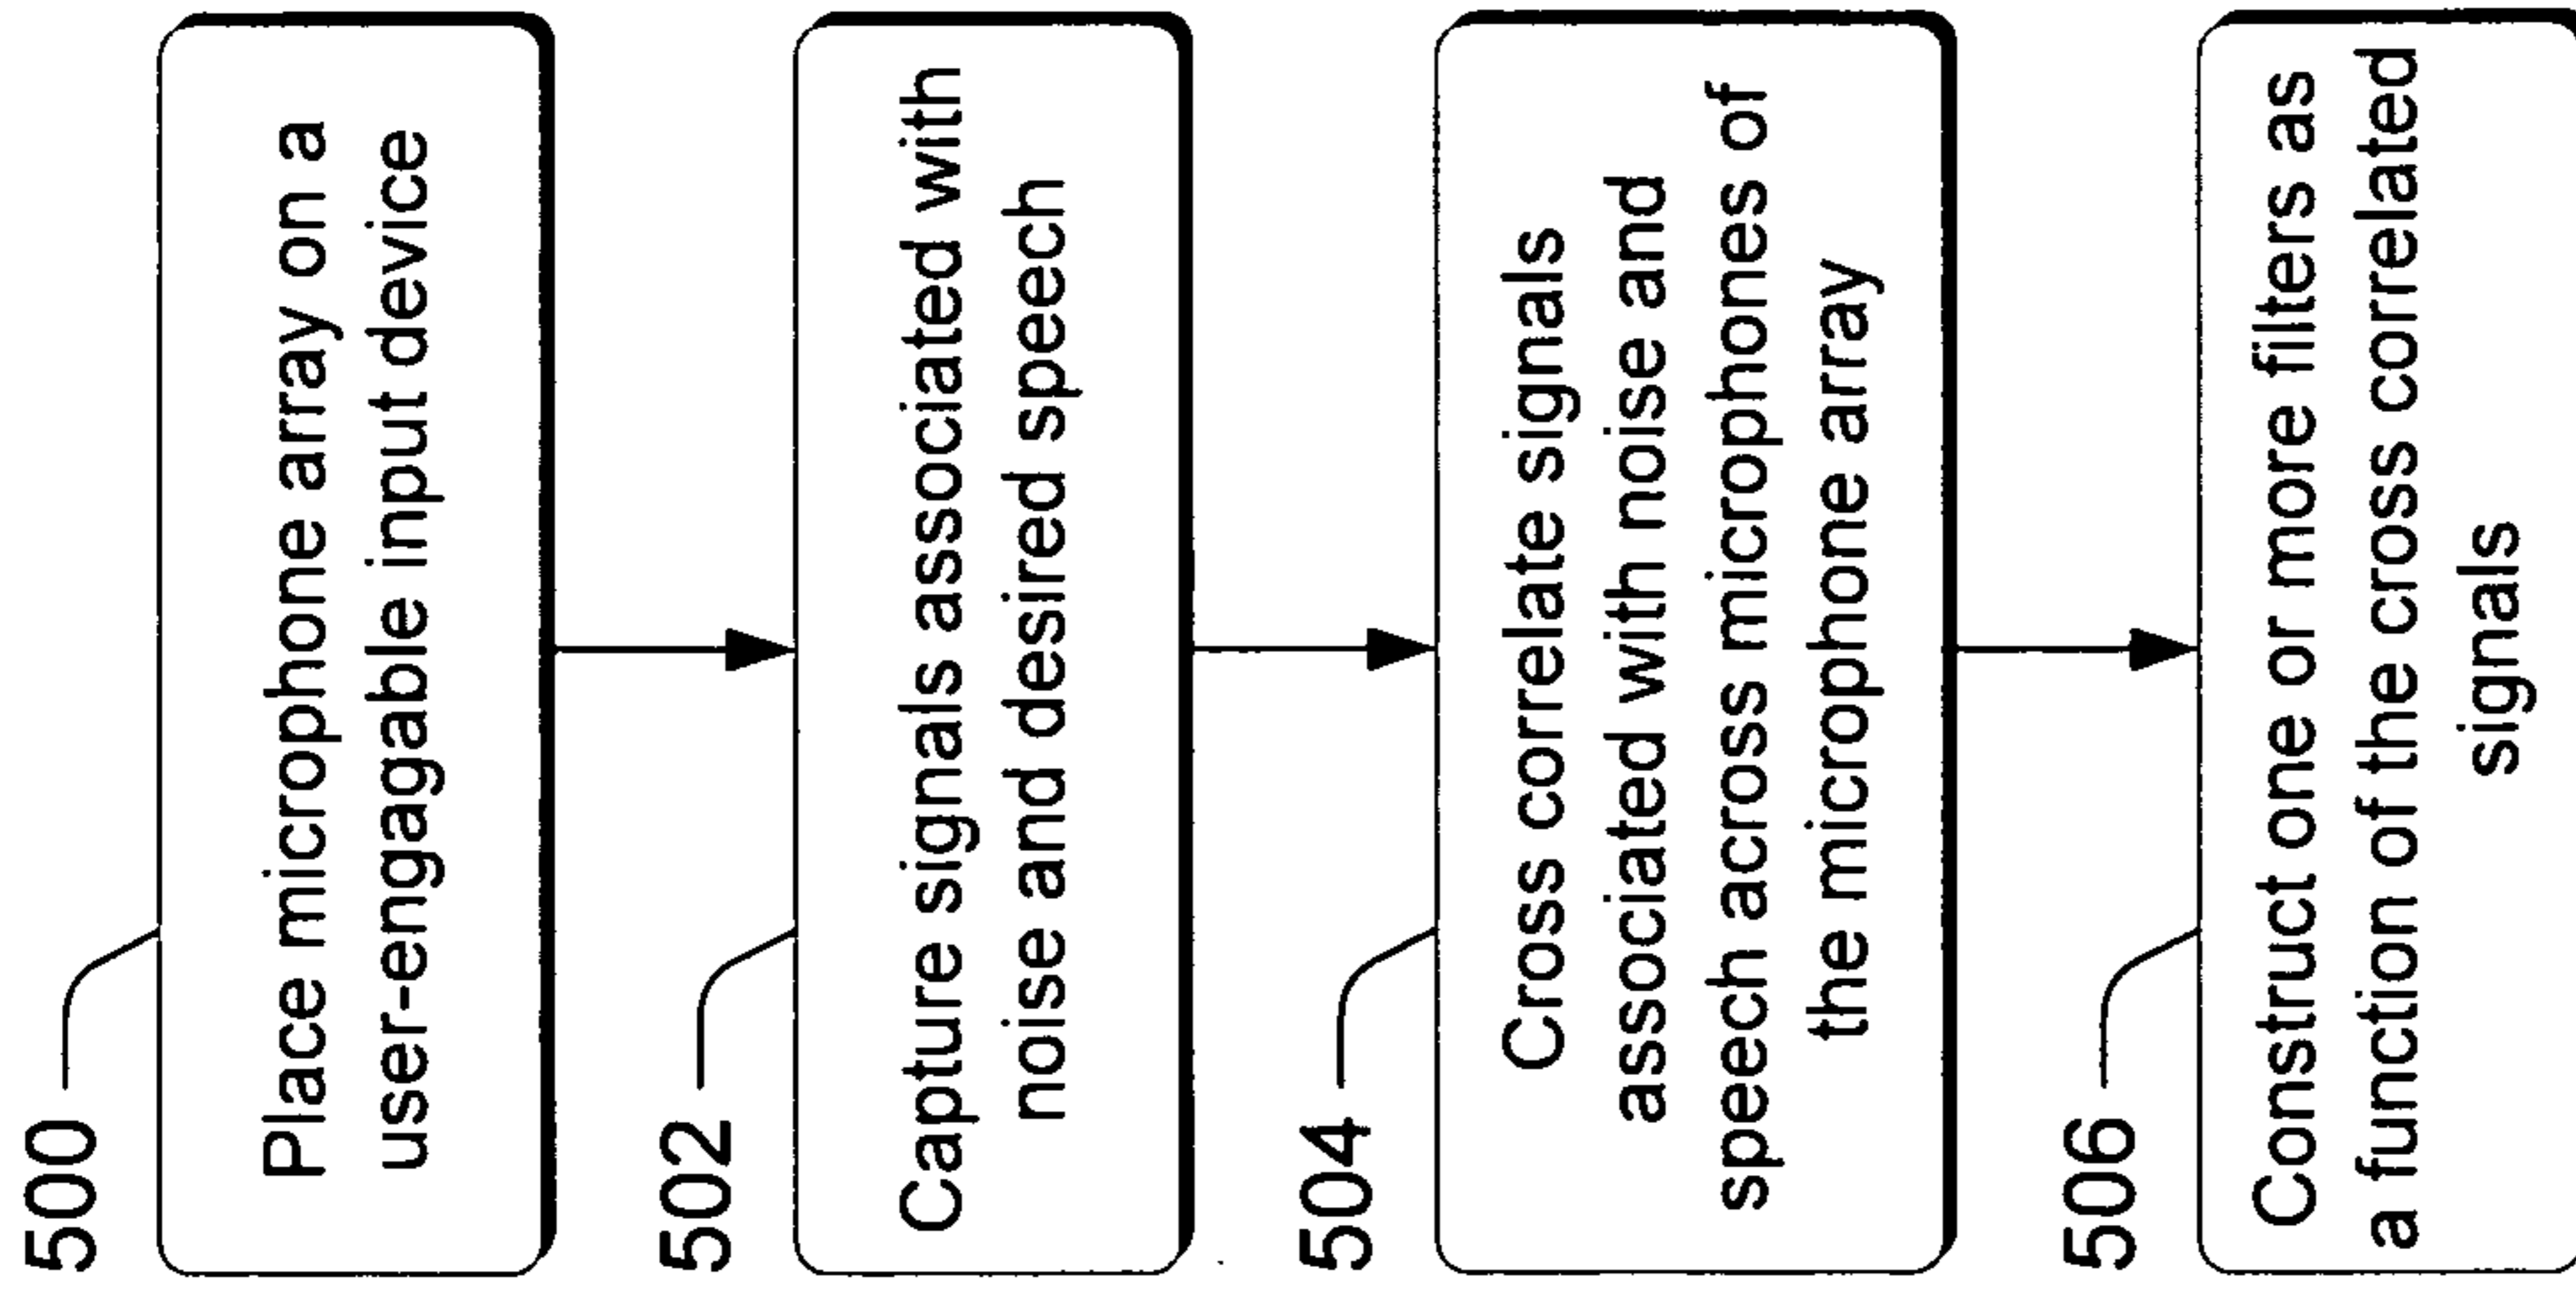 500
Place microphone array on a
user-engagable input device
502
Capture signals associated with
noise and desired speech
504
Cross correlate signals
associated with noise and
speech across microphones of
the microphone array
506
Construct one or more filters as
a function of the cross correlated
signals